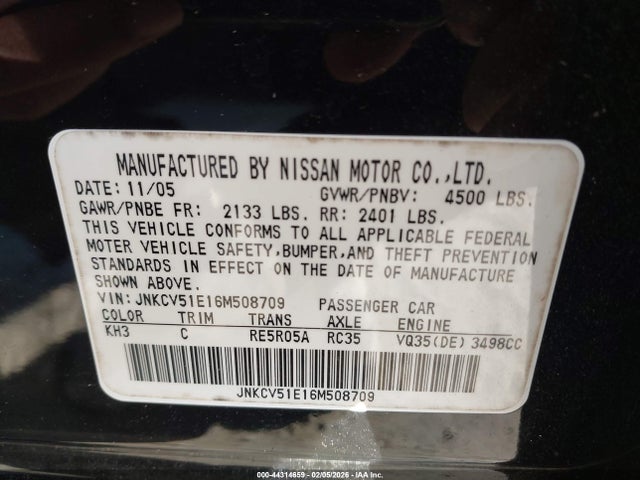 MANUFACTURED BY NISSAN MOTOR CO.,LTD.
DATE: 11/05 GVWR/PNBV: 4500 LBS.
GAWR/PNBE FR: 2133 LBS. RR: 2401 LBS.
THIS VEHICLE CONFORMS TO ALL APPLICABLE FEDERAL
MOTOR VEHICLE SAFETY,BUMPER,AND THEFT PREVENTION
STANDARDS IN EFFECT ON THE DATE OF MANUFACTURE
SHOWN ABOVE.
VIN: JNKCV51E16M508709 PASSENGER CAR
COLOR TRIM TRANS AXLE ENGINE
KH3 C RE5R05A RC35 VQ35(DE) 3498CC
JNKCV51E16M508709
000-44314659 | 02/05/2026 - IAA Inc.